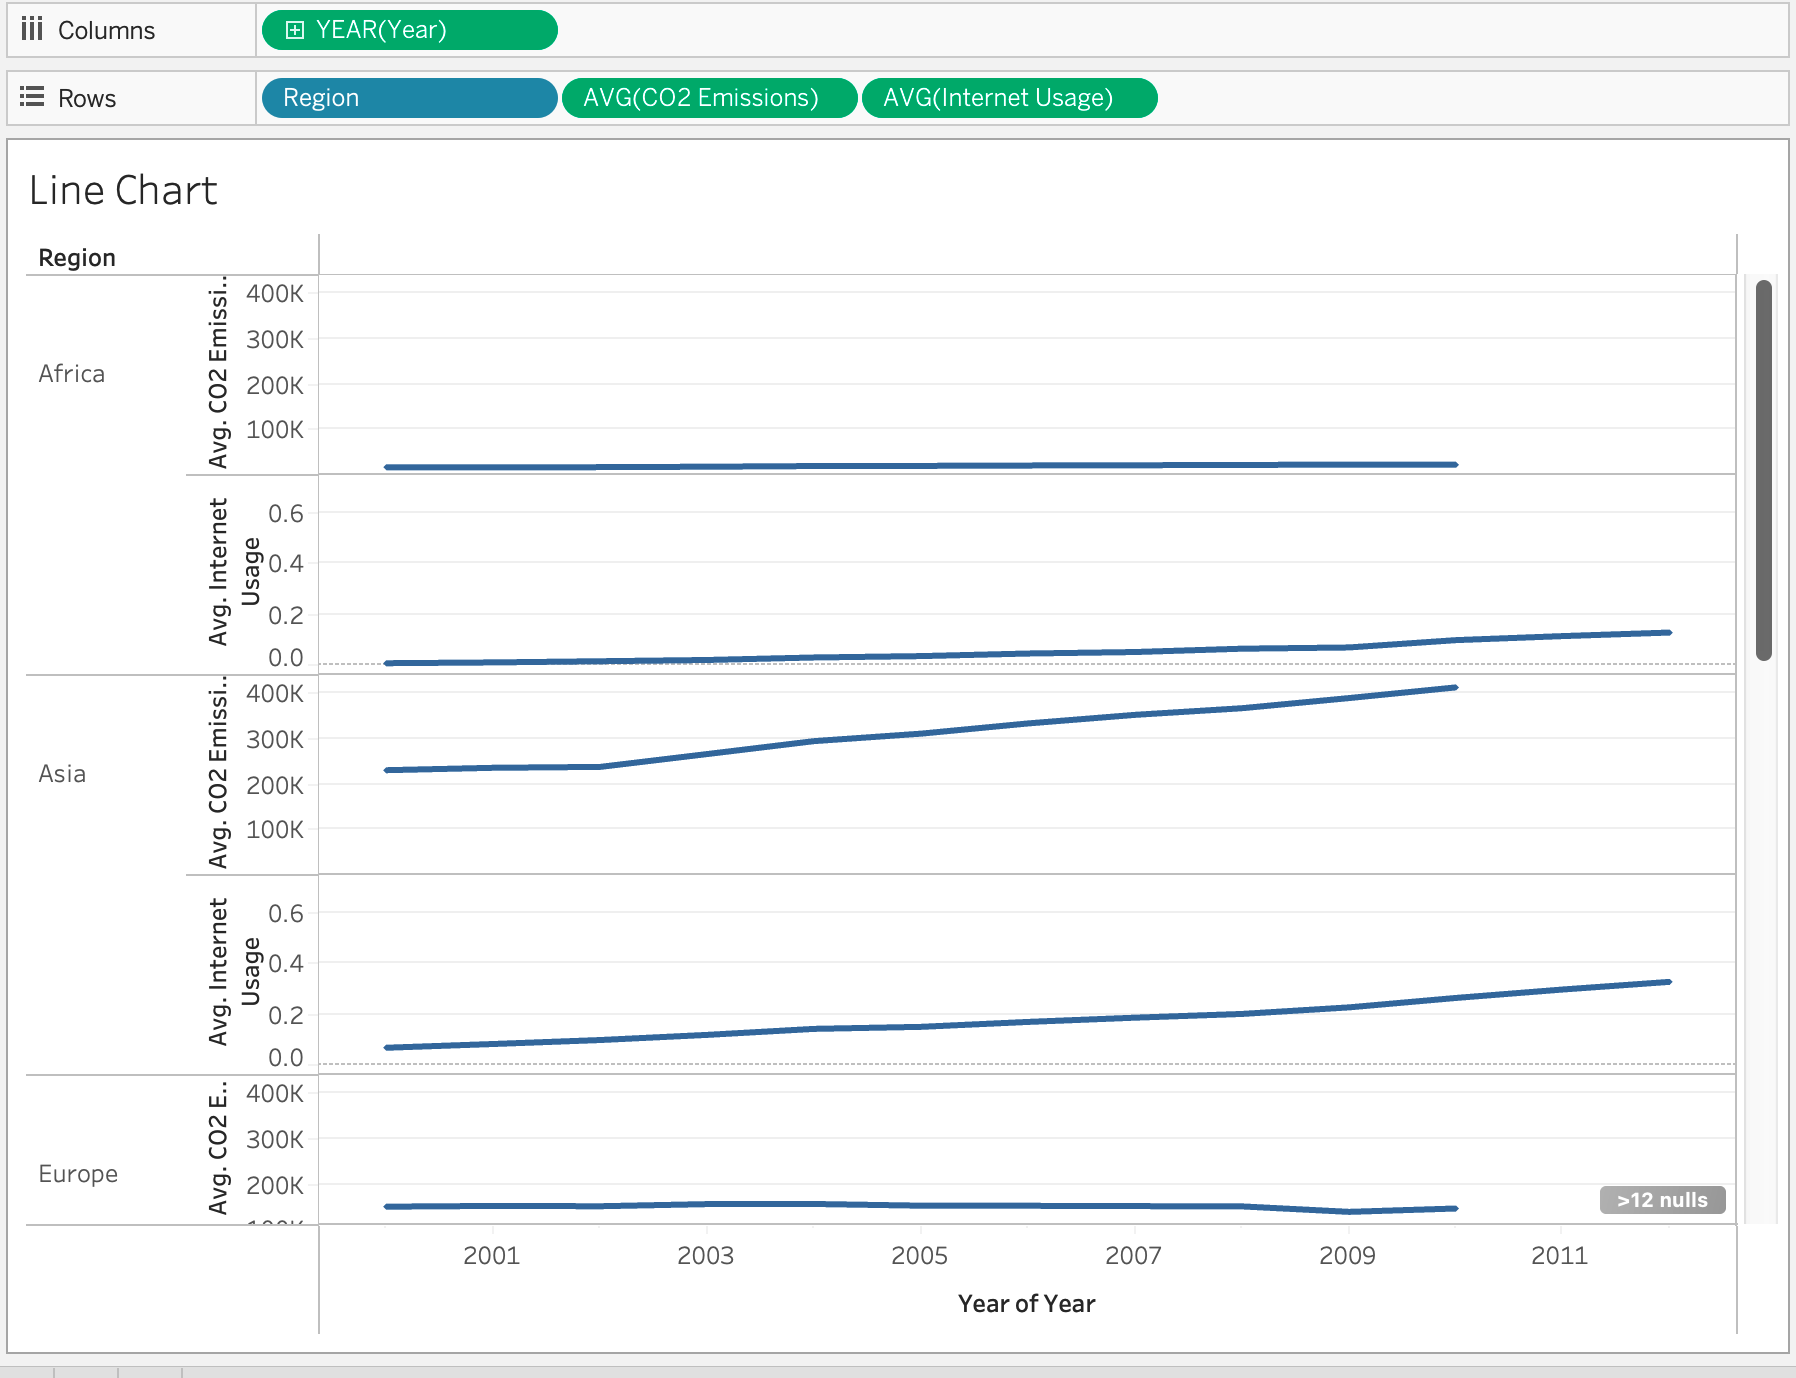 Columns
YEAR(Year)
Rows
Region
AVG(CO2 Emissions)
AVG(Internet Usage)
Line Chart
Region
Africa
Avg. CO2 Emissi..
400K
300K
200K
100K
Avg. Internet
Usage
0.6
0.4
0.2
0.0
Asia
Avg. CO2 Emissi..
400K
300K
200K
100K
Avg. Internet
Usage
0.6
0.4
0.2
0.0
Europe
Avg. CO2 E..
400K
300K
200K
100K
>12 nulls
2001
2003
2005
2007
2009
2011
Year of Year